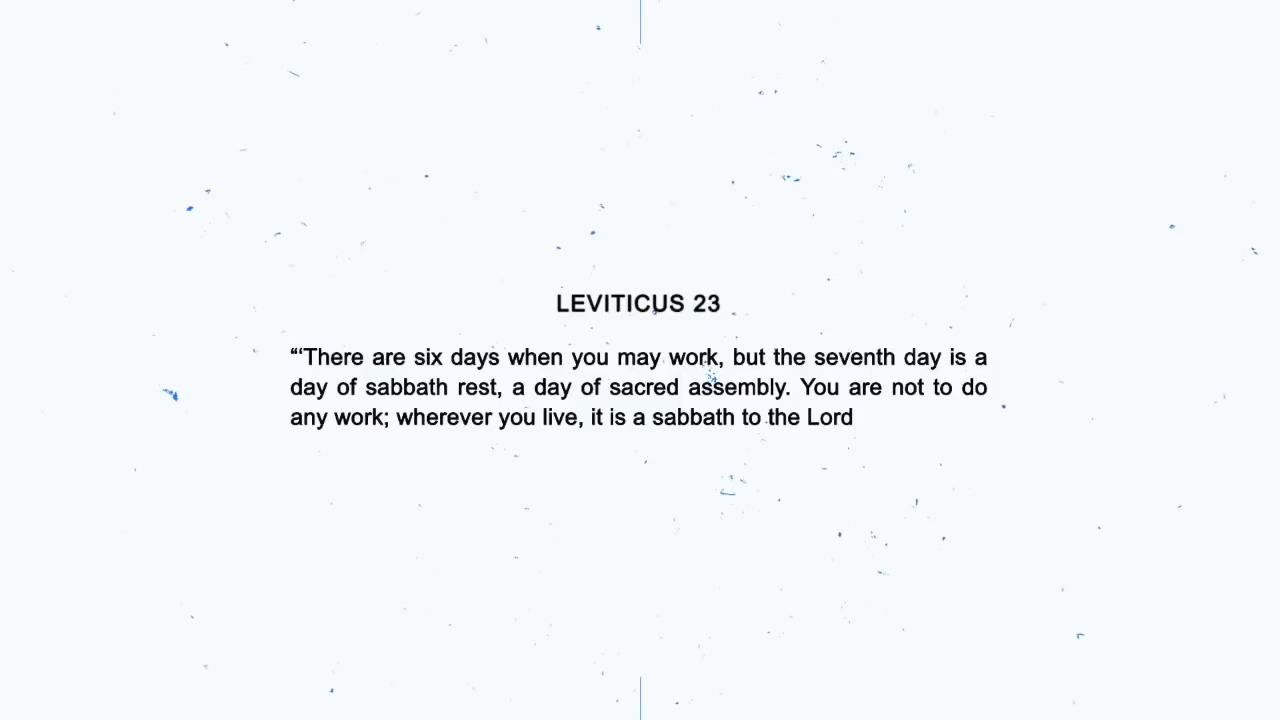 LEVITICUS 23
“‘There are six days when you may work, but the seventh day is a
day of sabbath rest, a day of sacred assembly. You are not to do
any work; wherever you live, it is a sabbath to the Lord